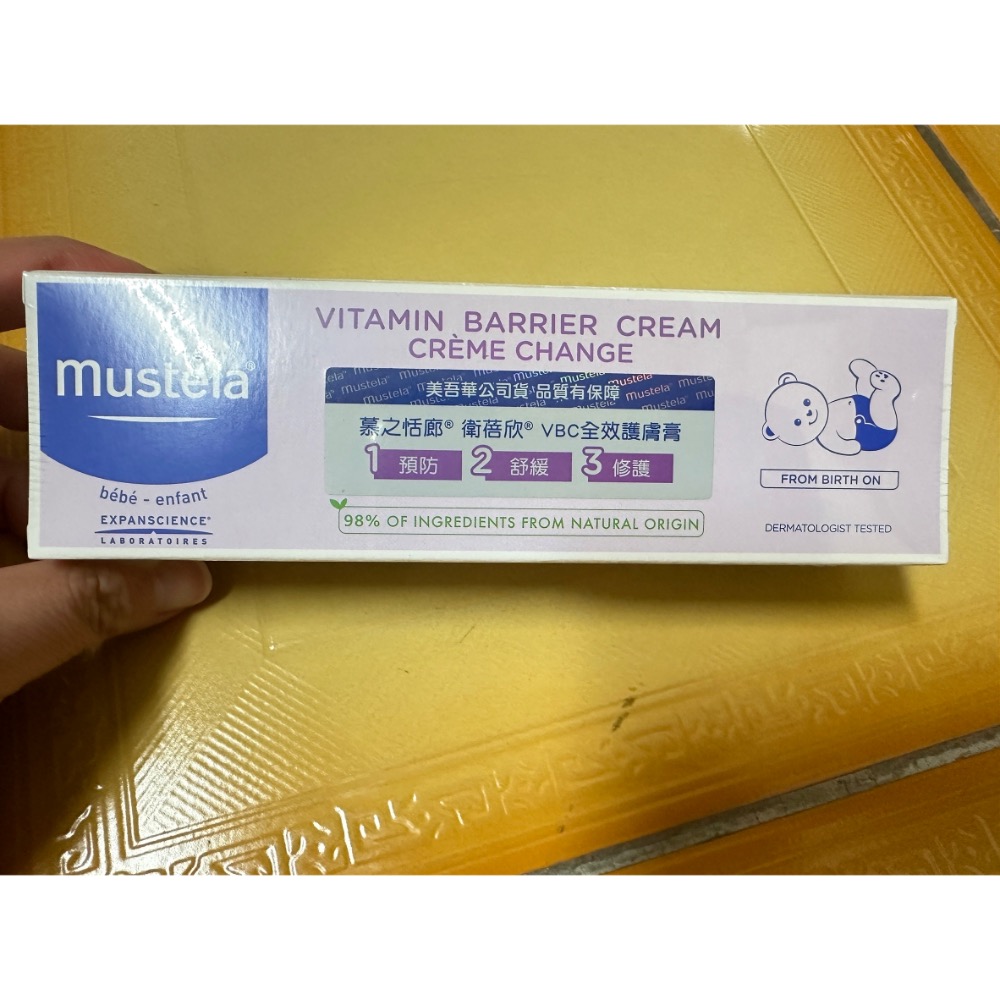 mustela®
bébé - enfant
EXPANSCIENCE®
LABORATOIRES
VITAMIN BARRIER CREAM
CRÈME CHANGE
美吾華公司貨 品質有保障
慕之恬廊® 衛蓓欣® VBC全效護膚膏
1 預防 2 舒緩 3 修護
98% OF INGREDIENTS FROM NATURAL ORIGIN
FROM BIRTH ON
DERMATOLOGIST TESTED